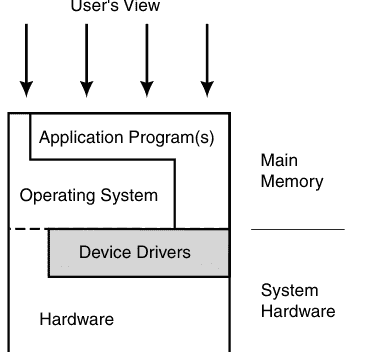 User's View
Application Program(s)
Main
Memory
Operating System
Device Drivers
System
Hardware
Hardware